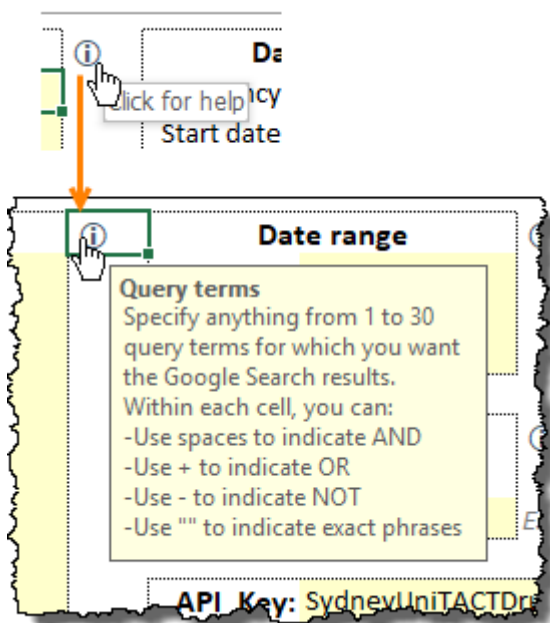 Da
Click for help
ncy
Start date
Date range
Query terms
Specify anything from 1 to 30
query terms for which you want
the Google Search results.
Within each cell, you can:
-Use spaces to indicate AND
-Use + to indicate OR
-Use - to indicate NOT
-Use "" to indicate exact phrases
E
API_Key: SydneyUniTACTDr